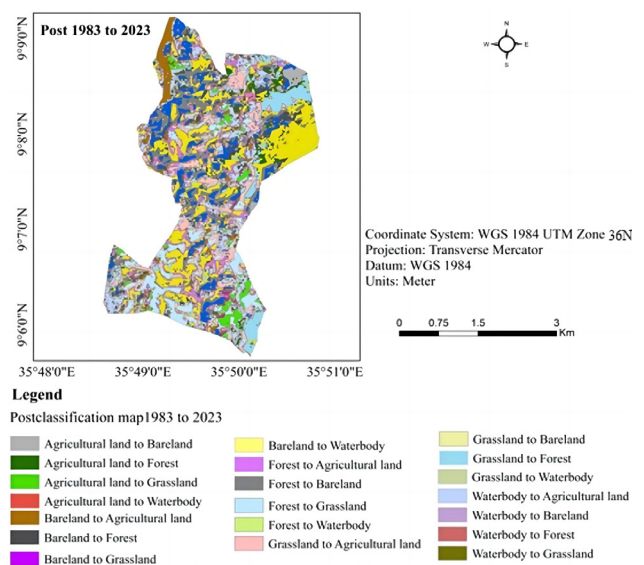 Post 1983 to 2023
N
W E
S
9°9'0"N
9°8'0"N
9°7'0"N
9°6'0"N
35°48'0"E 35°49'0"E 35°50'0"E 35°51'0"E
Coordinate System: WGS 1984 UTM Zone 36N
Projection: Transverse Mercator
Datum: WGS 1984
Units: Meter
0 0.75 1.5 3
Km
Legend
Postclassification map1983 to 2023
Agricultural land to Bareland
Agricultural land to Forest
Agricultural land to Grassland
Agricultural land to Waterbody
Bareland to Agricultural land
Bareland to Forest
Bareland to Grassland
Bareland to Waterbody
Forest to Agricultural land
Forest to Bareland
Forest to Grassland
Forest to Waterbody
Grassland to Agricultural land
Grassland to Bareland
Grassland to Forest
Grassland to Waterbody
Waterbody to Agricultural land
Waterbody to Bareland
Waterbody to Forest
Waterbody to Grassland